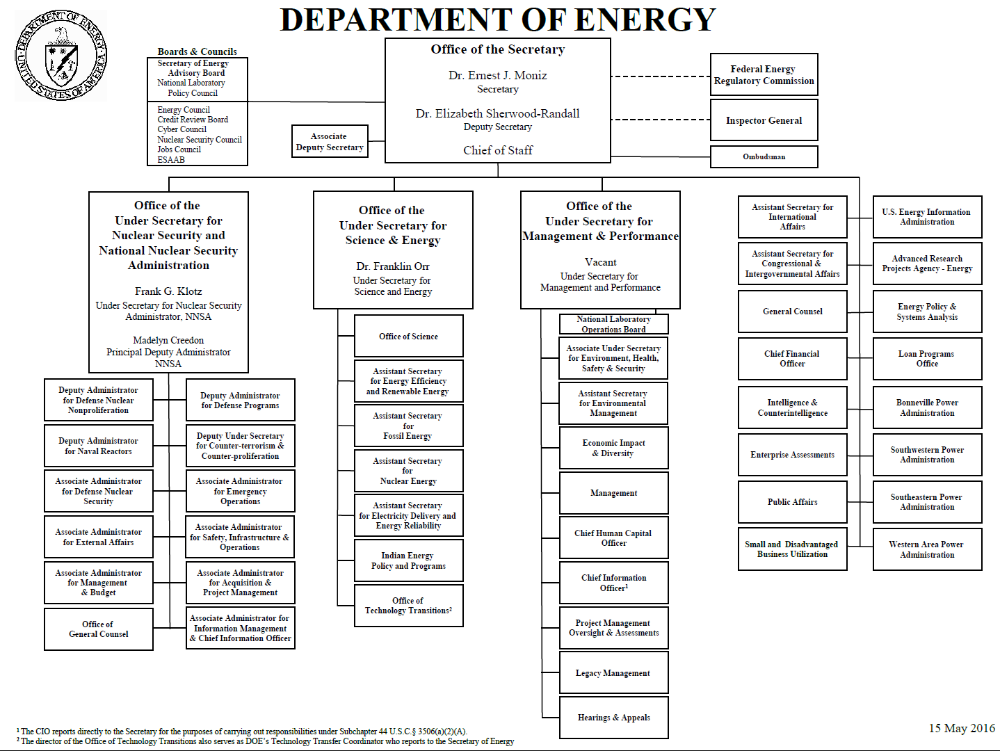 DEPARTMENT OF ENERGY
DEPARTMENT OF ENERGY
UNITED STATES OF AMERICA
Boards & Councils
Secretary of Energy
Advisory Board
National Laboratory
Policy Council
Energy Council
Credit Review Board
Cyber Council
Nuclear Security Council
Jobs Council
ESAAB
Associate
Deputy Secretary
Office of the Secretary
Dr. Ernest J. Moniz
Secretary
Dr. Elizabeth Sherwood-Randall
Deputy Secretary
Chief of Staff
Federal Energy
Regulatory Commission
Inspector General
Ombudsman
Office of the
Under Secretary for
Nuclear Security and
National Nuclear Security
Administration
Frank G. Klotz
Under Secretary for Nuclear Security
Administrator, NNSA
Madelyn Creedon
Principal Deputy Administrator
NNSA
Deputy Administrator
for Defense Nuclear
Nonproliferation
Deputy Administrator
for Defense Programs
Deputy Administrator
for Naval Reactors
Deputy Under Secretary
for Counter-terrorism &
Counter-proliferation
Associate Administrator
for Defense Nuclear
Security
Associate Administrator
for Emergency
Operations
Associate Administrator
for External Affairs
Associate Administrator
for Safety, Infrastructure &
Operations
Associate Administrator
for Management
& Budget
Associate Administrator
for Acquisition &
Project Management
Office of
General Counsel
Associate Administrator for
Information Management
& Chief Information Officer
Office of the
Under Secretary for
Science & Energy
Dr. Franklin Orr
Under Secretary for
Science and Energy
Office of Science
Assistant Secretary
for Energy Efficiency
and Renewable Energy
Assistant Secretary
for
Fossil Energy
Assistant Secretary
for
Nuclear Energy
Assistant Secretary
for Electricity Delivery and
Energy Reliability
Indian Energy
Policy and Programs
Office of
Technology Transitions²
Office of the
Under Secretary for
Management & Performance
Vacant
Under Secretary for
Management and Performance
National Laboratory
Operations Board
Associate Under Secretary
for Environment, Health,
Safety & Security
Assistant Secretary
for Environmental
Management
Economic Impact
& Diversity
Management
Chief Human Capital
Officer
Chief Information
Officer¹
Project Management
Oversight & Assessments
Legacy Management
Hearings & Appeals
Assistant Secretary for
International
Affairs
U.S. Energy Information
Administration
Assistant Secretary for
Congressional &
Intergovernmental Affairs
Advanced Research
Projects Agency - Energy
General Counsel
Energy Policy &
Systems Analysis
Chief Financial
Officer
Loan Programs
Office
Intelligence &
Counterintelligence
Bonneville Power
Administration
Enterprise Assessments
Southwestern Power
Administration
Public Affairs
Southeastern Power
Administration
Small and Disadvantaged
Business Utilization
Western Area Power
Administration
¹ The CIO reports directly to the Secretary for the purposes of carrying out responsibilities under Subchapter 44 U.S.C.§ 3506(a)(2)(A).
² The director of the Office of Technology Transitions also serves as DOE's Technology Transfer Coordinator who reports to the Secretary of Energy
15 May 2016